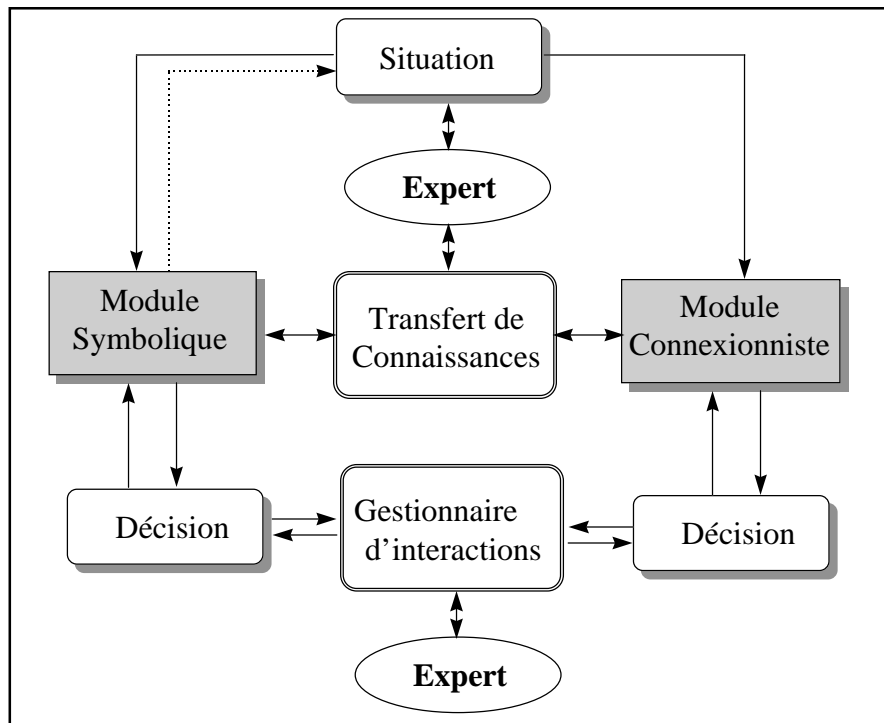 Situation
Expert
Module
Symbolique
Transfert de
Connaissances
Module
Connexionniste
Décision
Gestionnaire
d’interactions
Décision
Expert